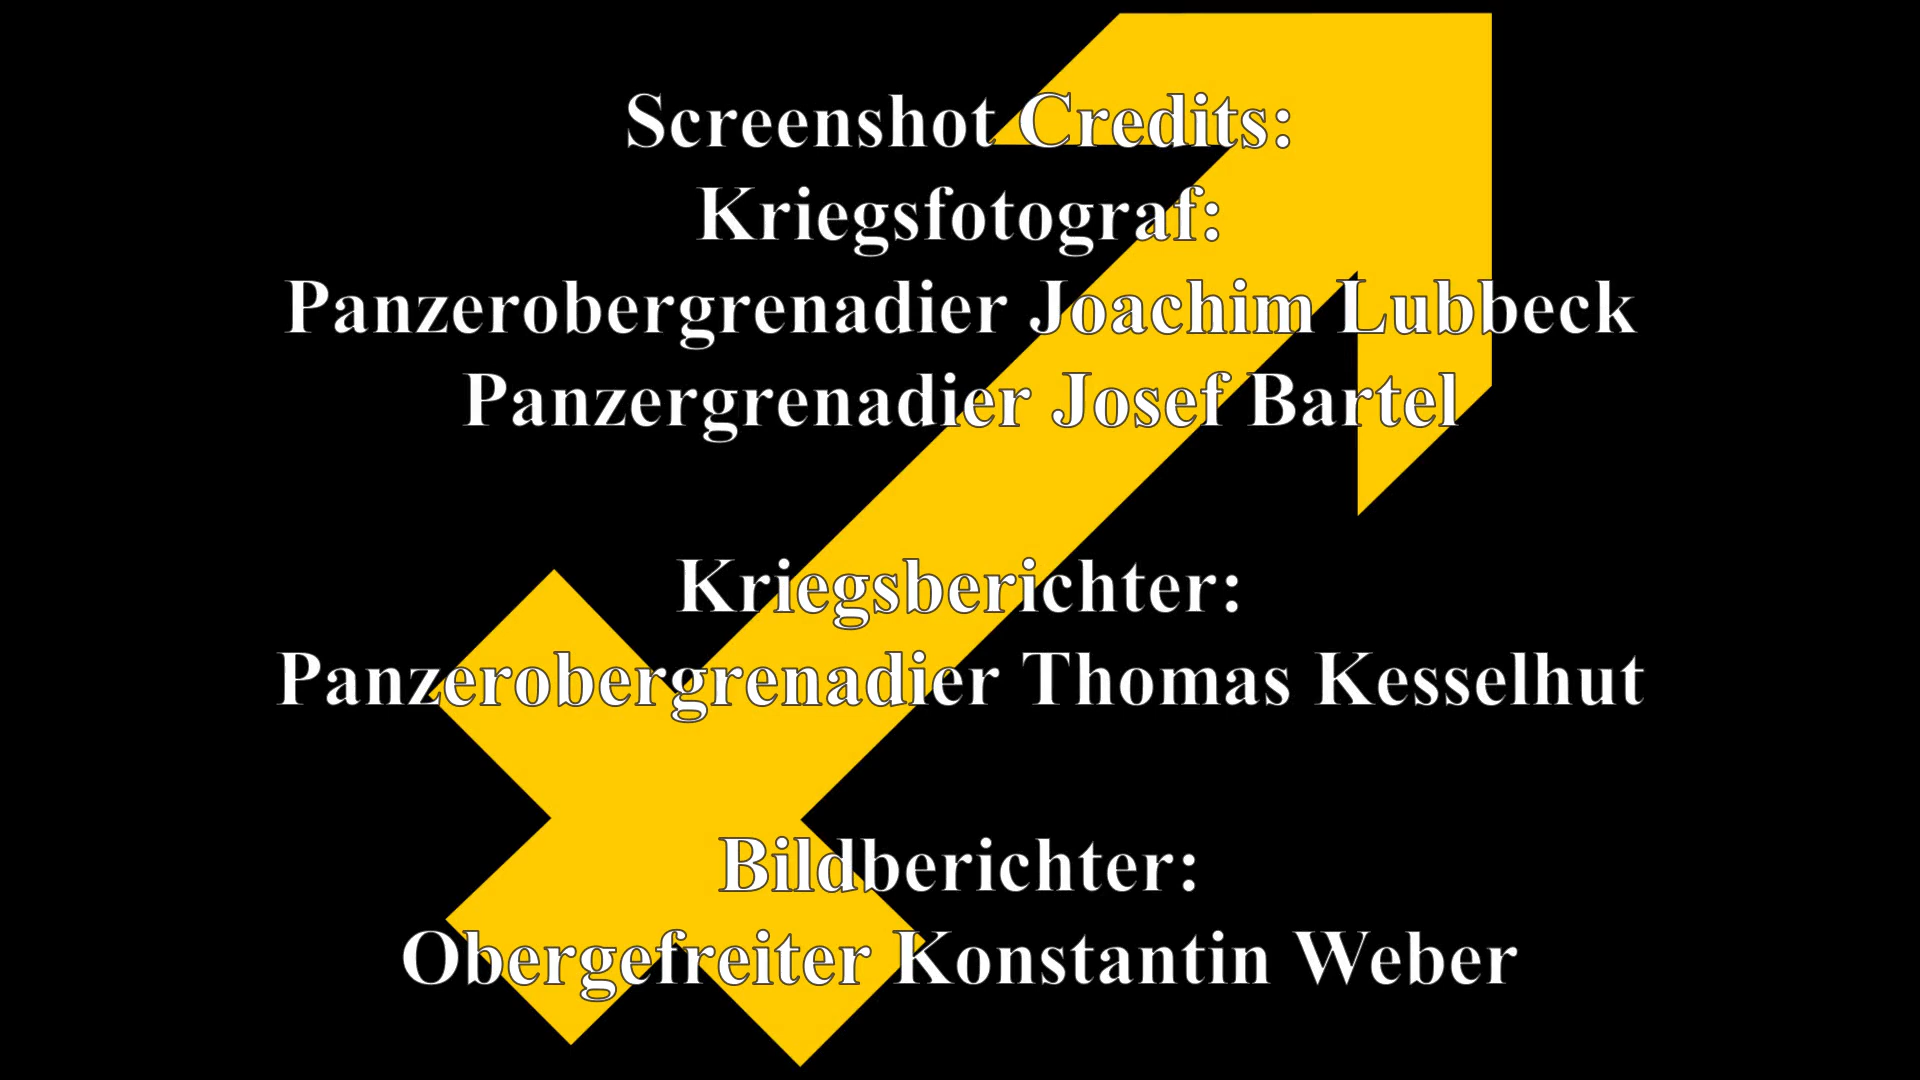 Screenshot Credits:
Kriegsfotograf:
Panzerobergrenadier Joachim Lubbeck
Panzergrenadier Josef Bartel
Kriegsberichter:
Panzerobergrenadier Thomas Kesselhut
Bildberichter:
Obergefreiter Konstantin Weber